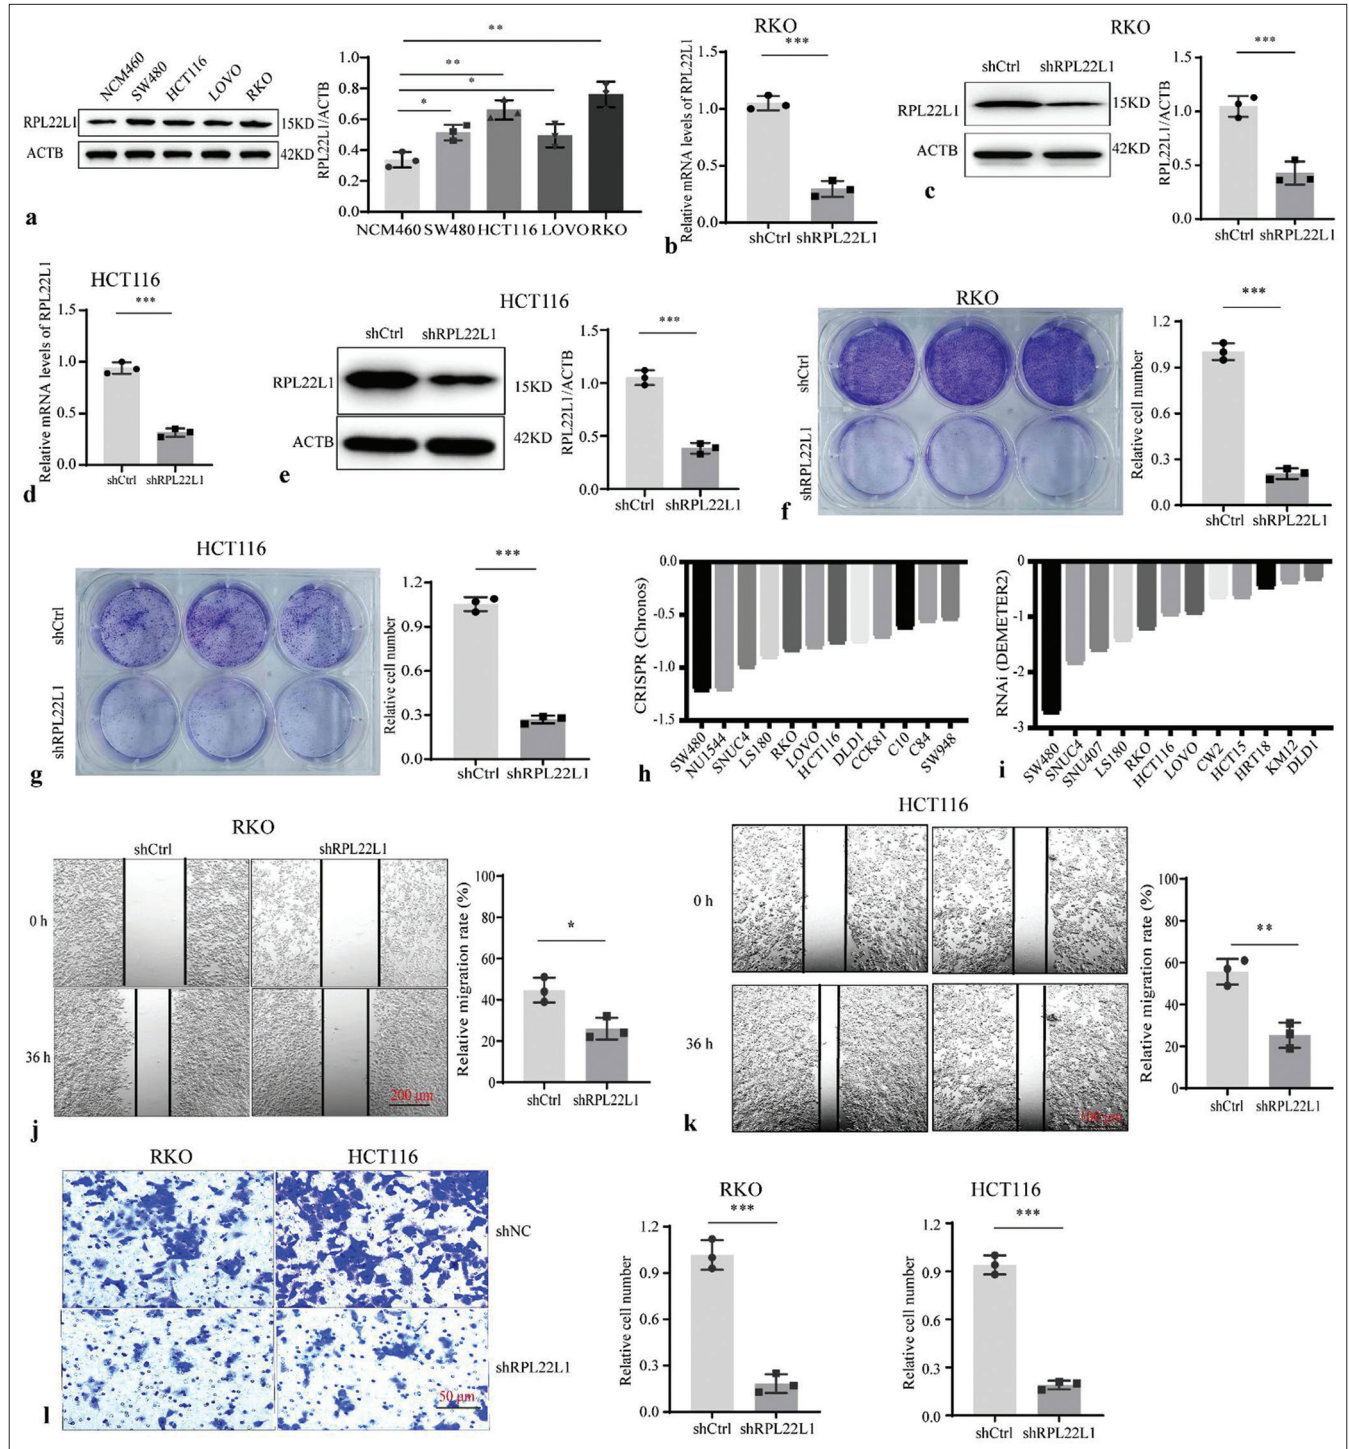 NCM460 SW480 HCT116 LOVO RKO
RPL22L1 15KD
ACTB 42KD
a
RPL22L1/ACTB
1.0
0.8
0.6
0.4
0.2
0.0
**
**
*
*
NCM460 SW480 HCT116 LOVO RKO
RKO
***
Relative mRNA levels of RPL22L1
1.5
1.0
0.5
0.0
shCtrl shRPL22L1
b
RKO
shCtrl shRPL22L1
RPL22L1 15KD
ACTB 42KD
c
***
RPL22L1/ACTB
1.5
1.0
0.5
0.0
shCtrl shRPL22L1
HCT116
***
Relative mRNA levels of RPL22L1
1.5
1.0
0.5
0.0
shCtrl shRPL22L1
d
HCT116
shCtrl shRPL22L1
RPL22L1 15KD
ACTB 42KD
e
***
RPL22L1/ACTB
1.5
1.0
0.5
0.0
shCtrl shRPL22L1
RKO
shCtrl
shRPL22L1
f
***
Relative cell number
1.2
0.9
0.6
0.3
0.0
shCtrl shRPL22L1
HCT116
shCtrl
shRPL22L1
g
***
Relative cell number
1.2
0.9
0.6
0.3
0.0
shCtrl shRPL22L1
CRISPR (Chronos)
0.0
-0.5
-1.0
-1.5
SW480 NU1544 SNUC4 LS180 RKO LOVO HCT116 DLD1 CCK81 C10 C84 SW948
h
RNAi (DEMETER2)
0
-1
-2
-3
SW480 SNUC4 SNU407 LS180 RKO HCT116 LOVO CW2 HCT15 HRT18 KM12 DLD1
i
RKO
shCtrl shRPL22L1
0 h
36 h
200 μm
j
*
Relative migration rate (%)
100
80
60
40
20
0
shCtrl shRPL22L1
HCT116
0 h
36 h
100 μm
k
**
Relative migration rate (%)
100
80
60
40
20
0
shCtrl shRPL22L1
RKO HCT116
shNC
shRPL22L1
50 μm
l
RKO
***
Relative cell number
1.2
0.9
0.6
0.3
0.0
shCtrl shRPL22L1
HCT116
***
Relative cell number
1.2
0.9
0.6
0.3
0.0
shCtrl shRPL22L1